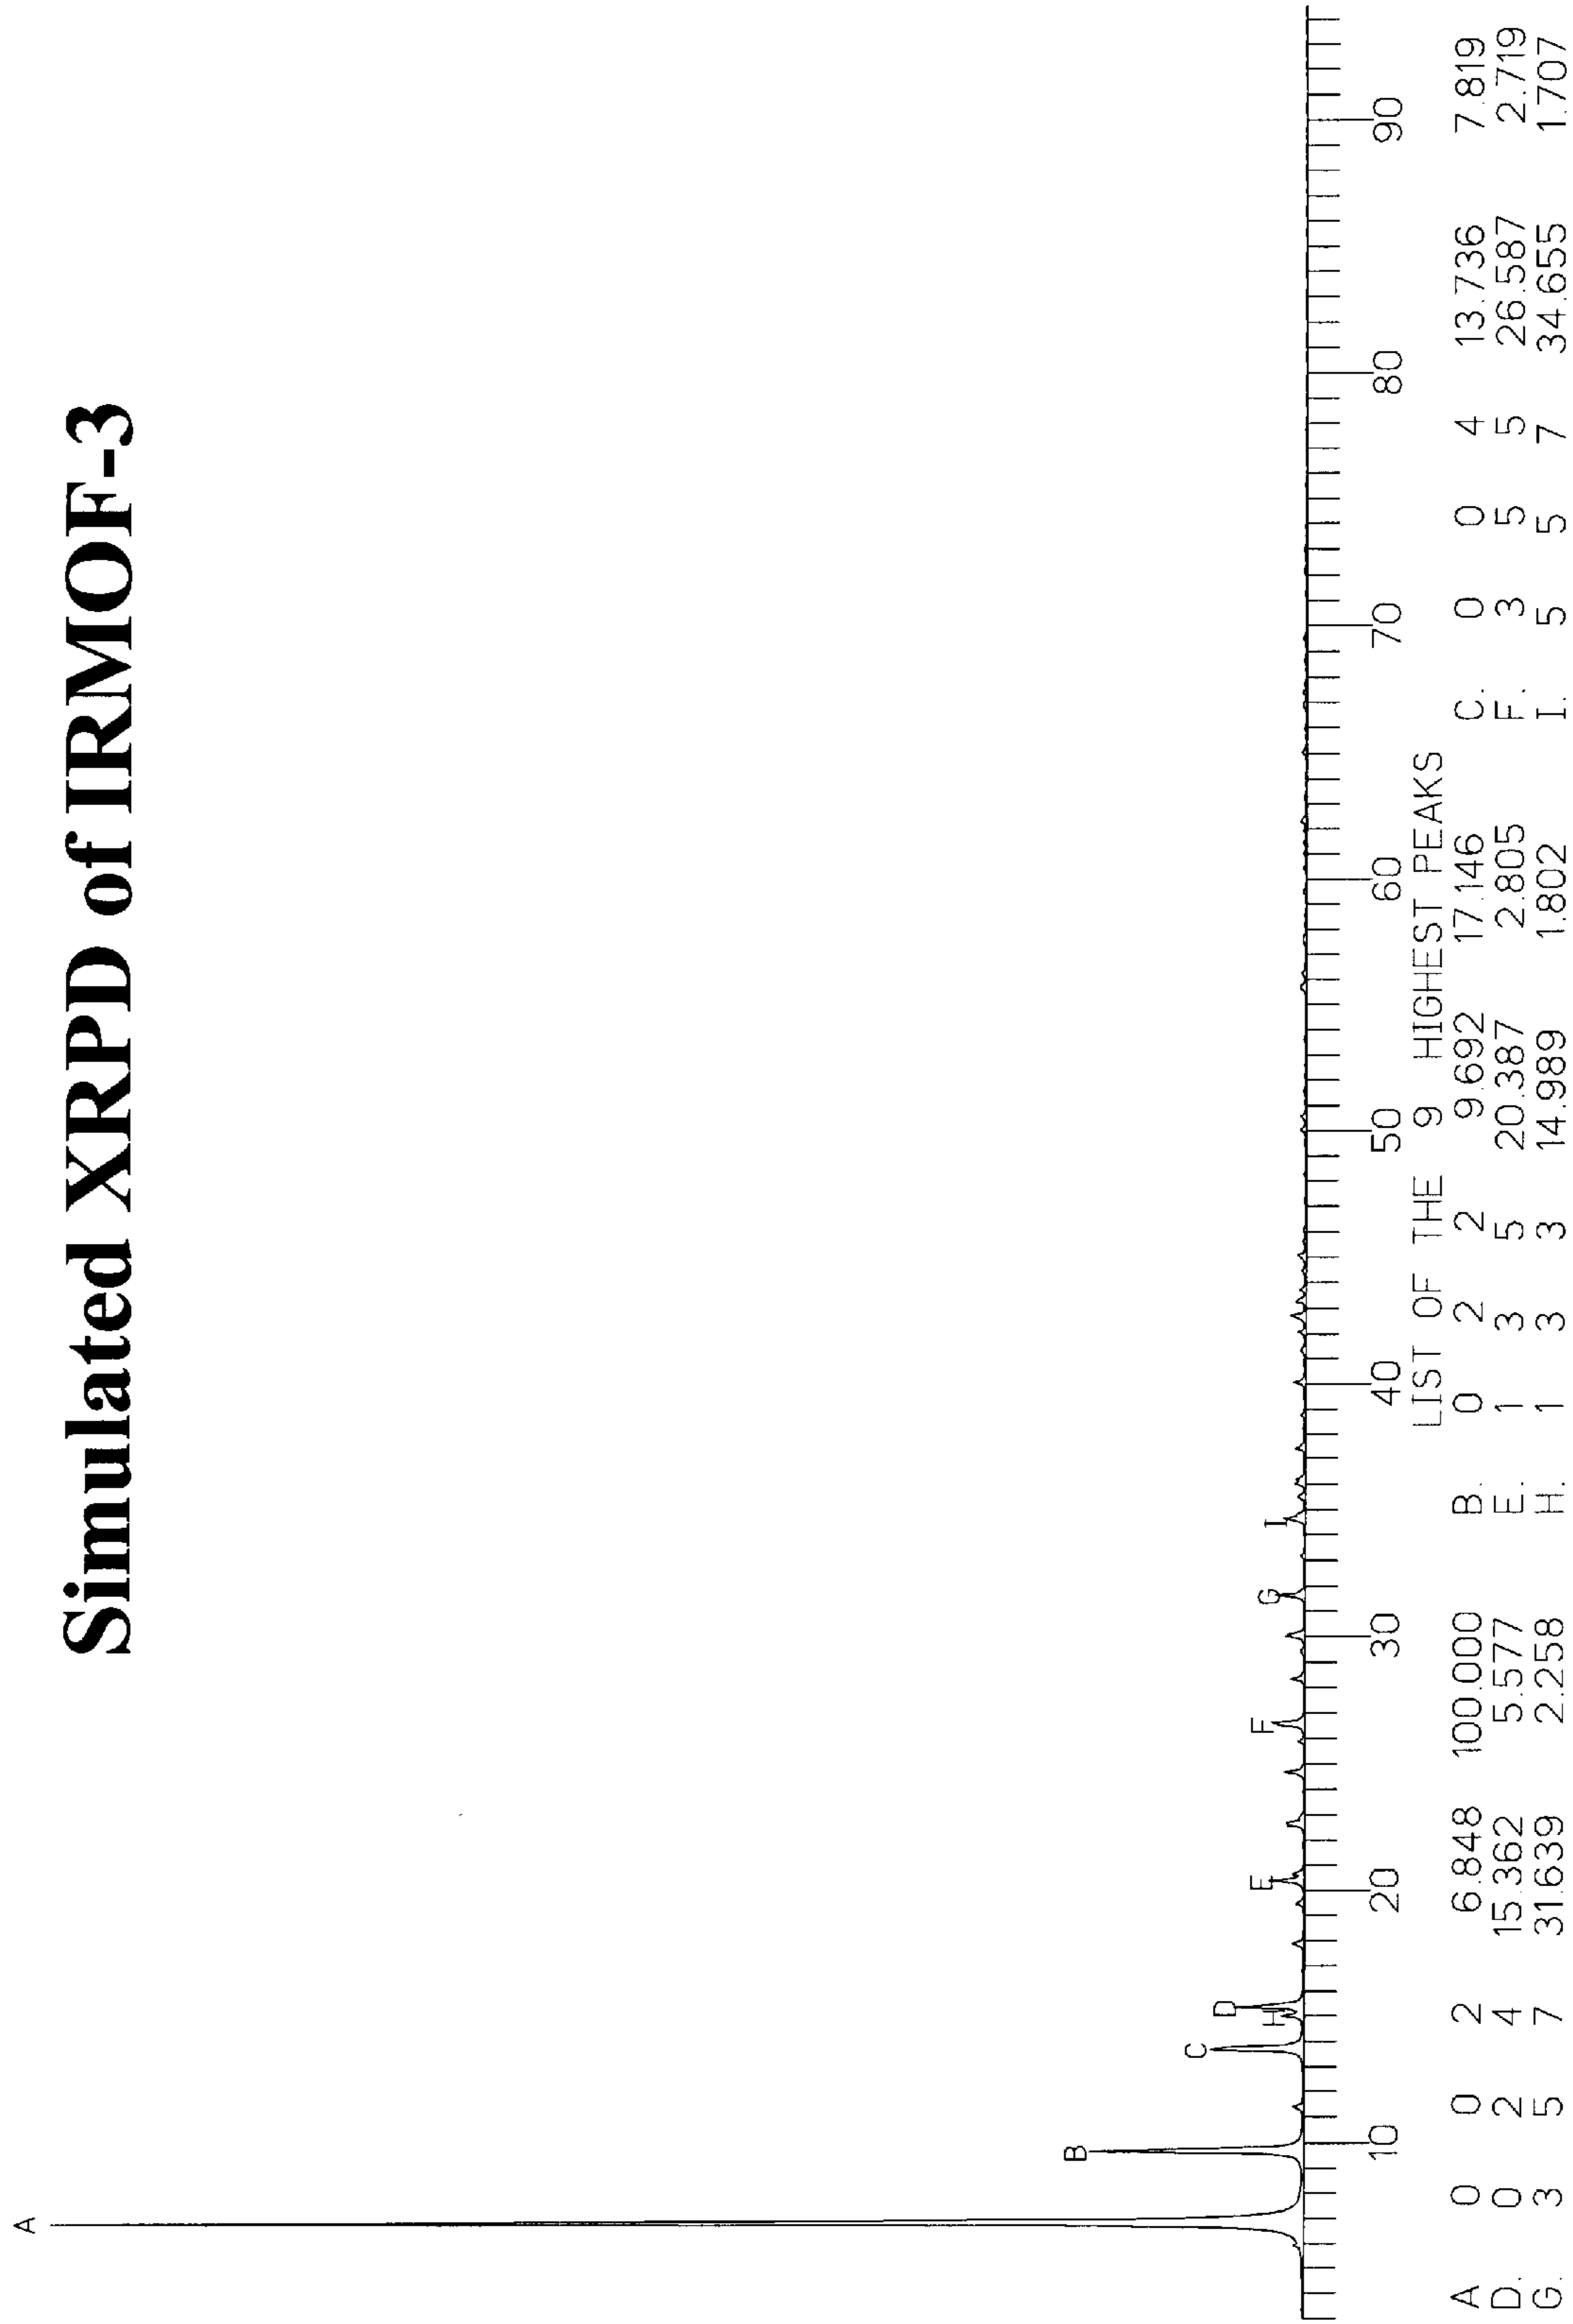 Simulated XRPD of IRMOF-3
A
B
C
H
D
E
F
G
I
10 20 30 40 50 60 70 80 90
LIST OF THE 9 HIGHEST PEAKS
A 0 0 2 6.848 100.000 B. 0 2 2 9.692 17.146 C. 0 0 4 13.736 7.819
D. 0 2 4 15.362 5.577 E. 1 3 5 20.387 2.805 F. 3 5 5 26.587 2.719
G. 3 5 7 31.639 2.258 H. 1 3 3 14.989 1.802 I. 5 5 7 34.655 1.707